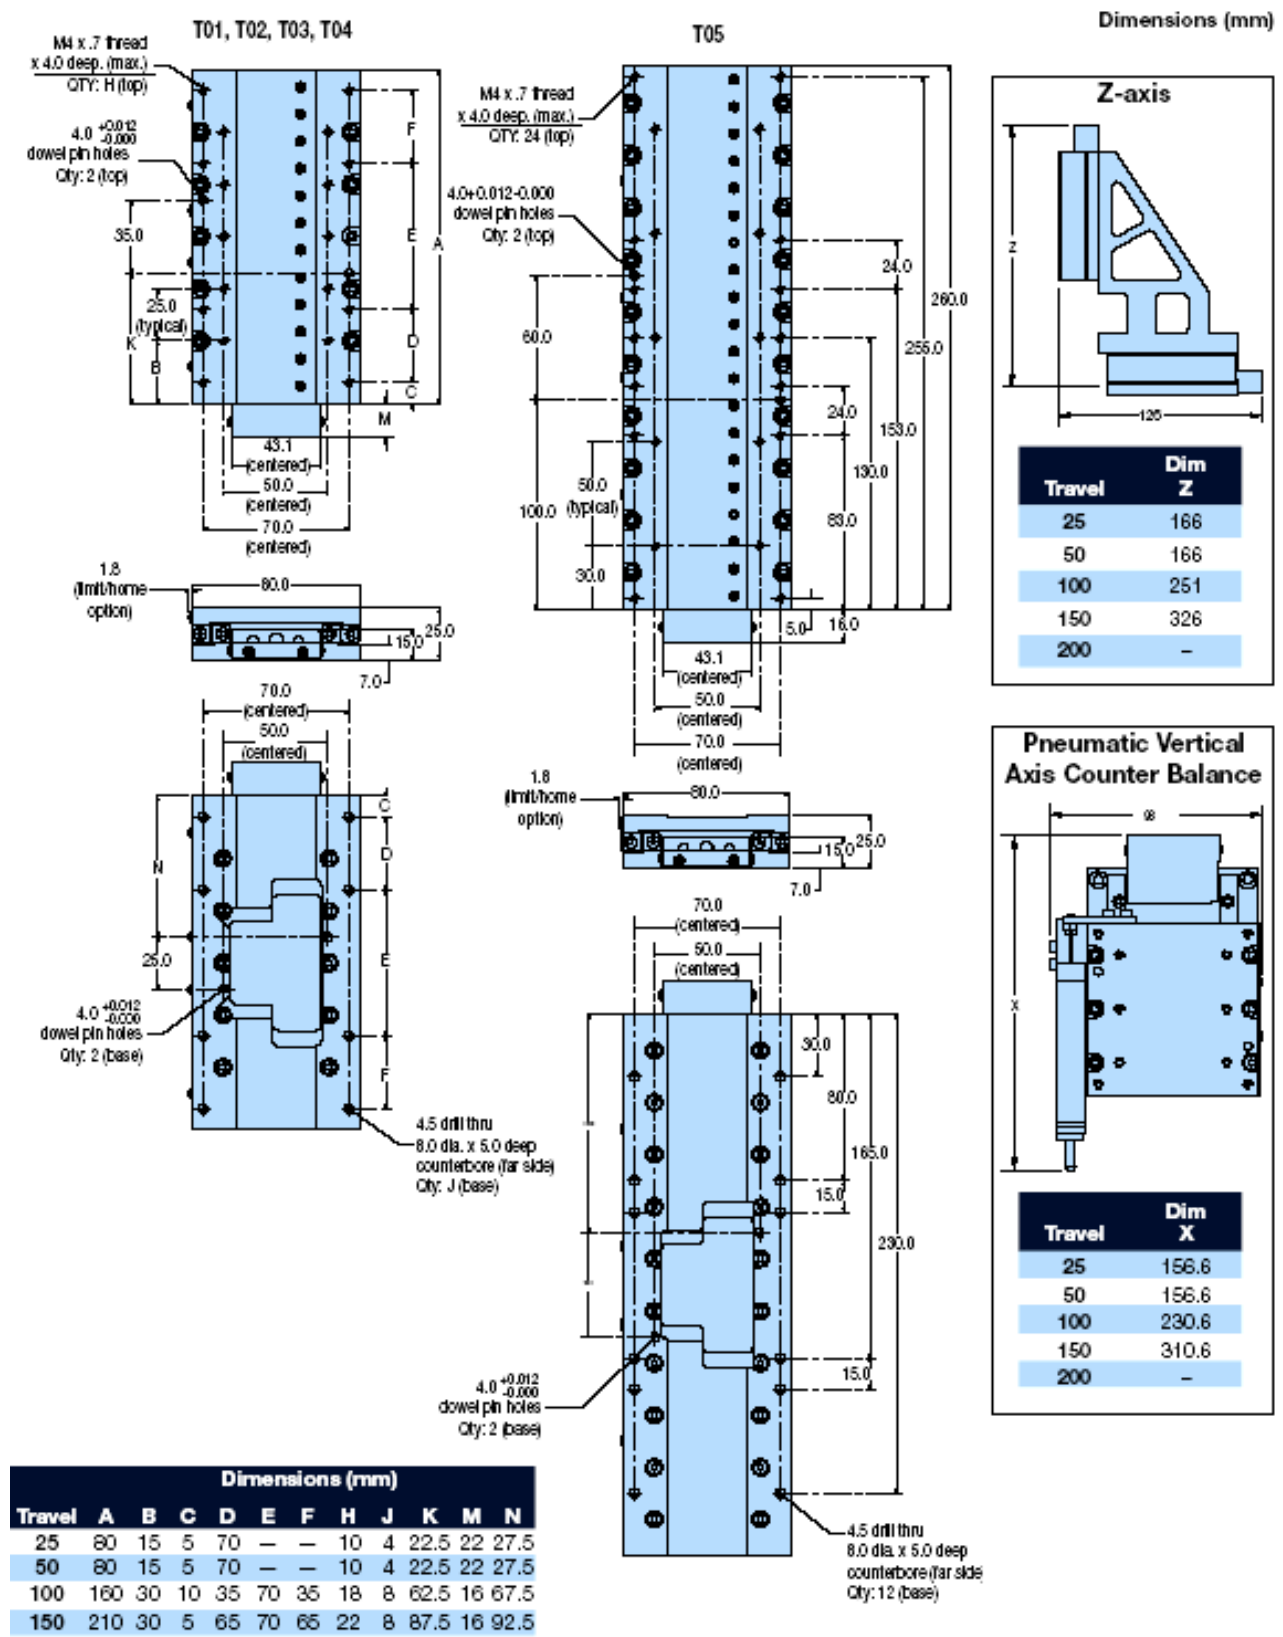 T01, T02, T03, T04
M4 x .7 thread
x 4.0 deep. (max.)
QTY: H (top)
4.0 +0.012
-0.000
dowel pin holes
Qty: 2 (top)
35.0
25.0
(typical)
K
B
F
E
A
D
C
M
43.1
(centered)
50.0
(centered)
70.0
(centered)
1.8
(limit/home
option)
80.0
25.0
15.0
7.0
70.0
(centered)
50.0
(centered)
C
N
D
25.0
E
4.0 +0.012
-0.000
dowel pin holes
Qty: 2 (base)
F
4.5 drill thru
8.0 dia. x 5.0 deep
counterbore (far side)
Qty: J (base)
T05
M4 x .7 thread
x 4.0 deep. (max.)
QTY: 24 (top)
4.0+0.012-0.000
dowel pin holes
Qty: 2 (top)
24.0
260.0
60.0
255.0
24.0
153.0
130.0
50.0
(typical)
100.0
83.0
30.0
5.0
16.0
43.1
(centered)
50.0
(centered)
70.0
(centered)
1.8
(limit/home
option)
80.0
25.0
15.0
7.0
70.0
(centered)
50.0
(centered)
30.0
80.0
165.0
15.0
230.0
15.0
4.0 +0.012
-0.000
dowel pin holes
Qty: 2 (base)
4.5 drill thru
8.0 dia. x 5.0 deep
counterbore (far side)
Qty: 12 (base)
Dimensions (mm)
Z-axis
Z
126
Travel Dim Z
25 166
50 166
100 251
150 326
200 –
Pneumatic Vertical
Axis Counter Balance
98
X
Travel Dim X
25 156.6
50 156.6
100 230.6
150 310.6
200 –
Dimensions (mm)
Travel A B C D E F H J K M N
25 80 15 5 70 — — 10 4 22.5 22 27.5
50 80 15 5 70 — — 10 4 22.5 22 27.5
100 160 30 10 35 70 35 18 8 62.5 16 67.5
150 210 30 5 65 70 65 22 8 87.5 16 92.5